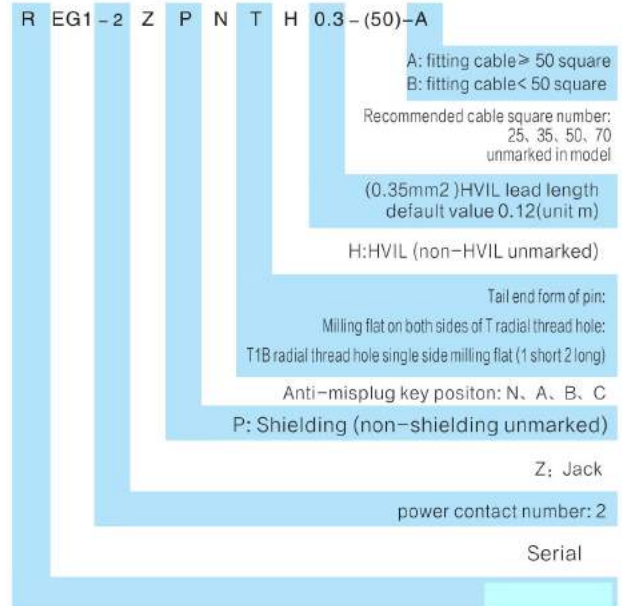 R EG1-2 Z P N T H 0.3-(50)-A
A: fitting cable≥ 50 square
B: fitting cable< 50 square
Recommended cable square number:
25、35、50、70
unmarked in model
(0.35mm2 )HVIL lead length
default value 0.12(unit m)
H:HVIL (non-HVIL unmarked)
Tail end form of pin:
Milling flat on both sides of T radial thread hole:
T1B radial thread hole single side milling flat (1 short 2 long)
Anti-misplug key positon: N、A、B、C
P: Shielding (non-shielding unmarked)
Z: Jack
power contact number: 2
Serial